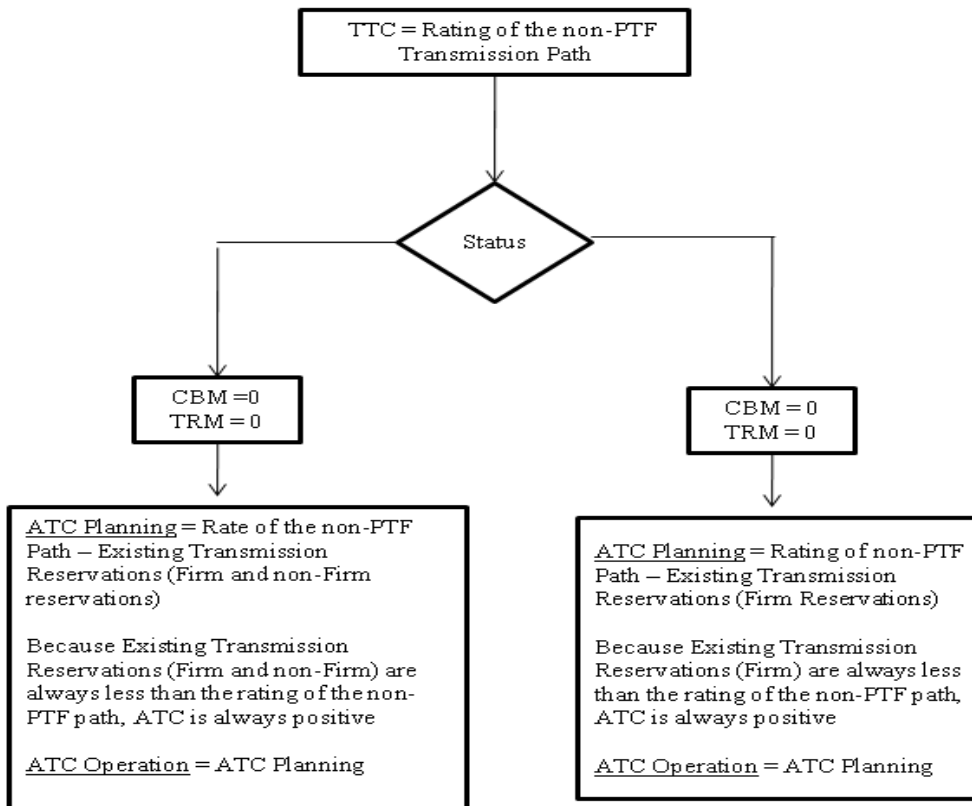 TTC = Rating of the non-PTF
Transmission Path
Status
CBM =0
TRM = 0
CBM = 0
TRM = 0
ATC Planning = Rate of the non-PTF
Path – Existing Transmission
Reservations (Firm and non-Firm
reservations)
Because Existing Transmission
Reservations (Firm and non-Firm) are
always less than the rating of the non-
PTF path, ATC is always positive
ATC Operation = ATC Planning
ATC Planning = Rating of non-PTF
Path – Existing Transmission
Reservations (Firm Reservations)
Because Existing Transmission
Reservations (Firm) are always less
than the rating of the non-PTF path,
ATC is always positive
ATC Operation = ATC Planning